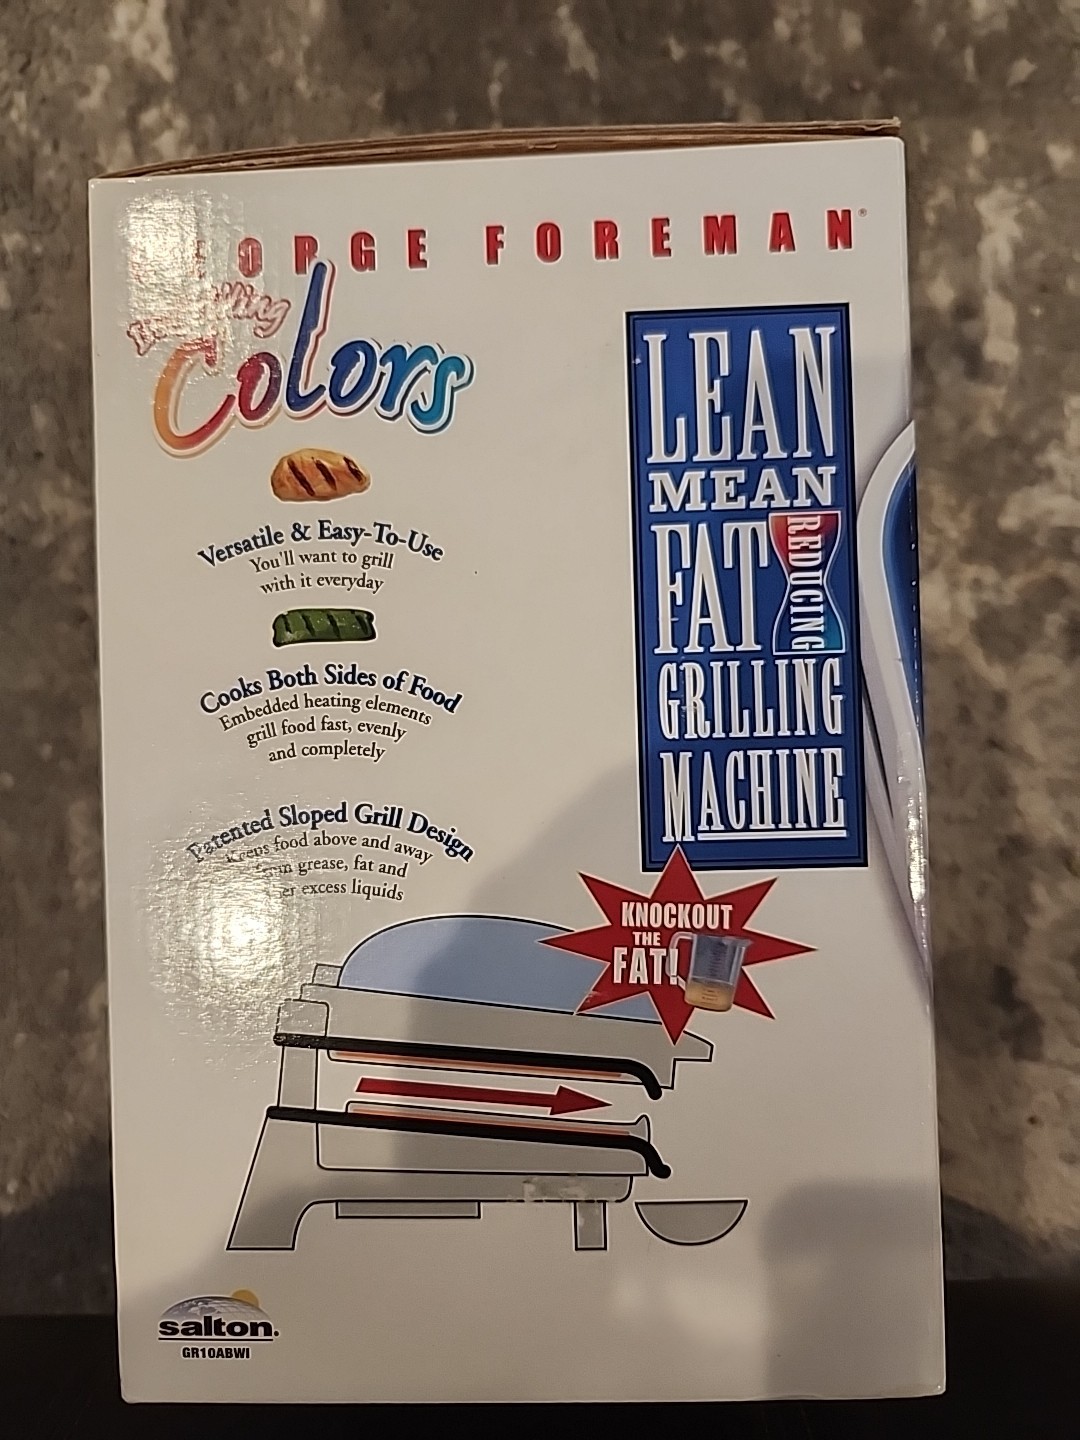 FOREMAN®
Colors
Versatile & Easy-To-Use
You'll want to grill
with it everyday
Cooks Both Sides of Food
Embedded heating elements
grill food fast, evenly
and completely
Patented Sloped Grill Design
Keeps food above and away
grease, fat and
excess liquids
LEAN
MEAN
FAT
REDUCING
GRILLING
MACHINE
KNOCKOUT
THE
FAT!
salton.
GR10ABWI